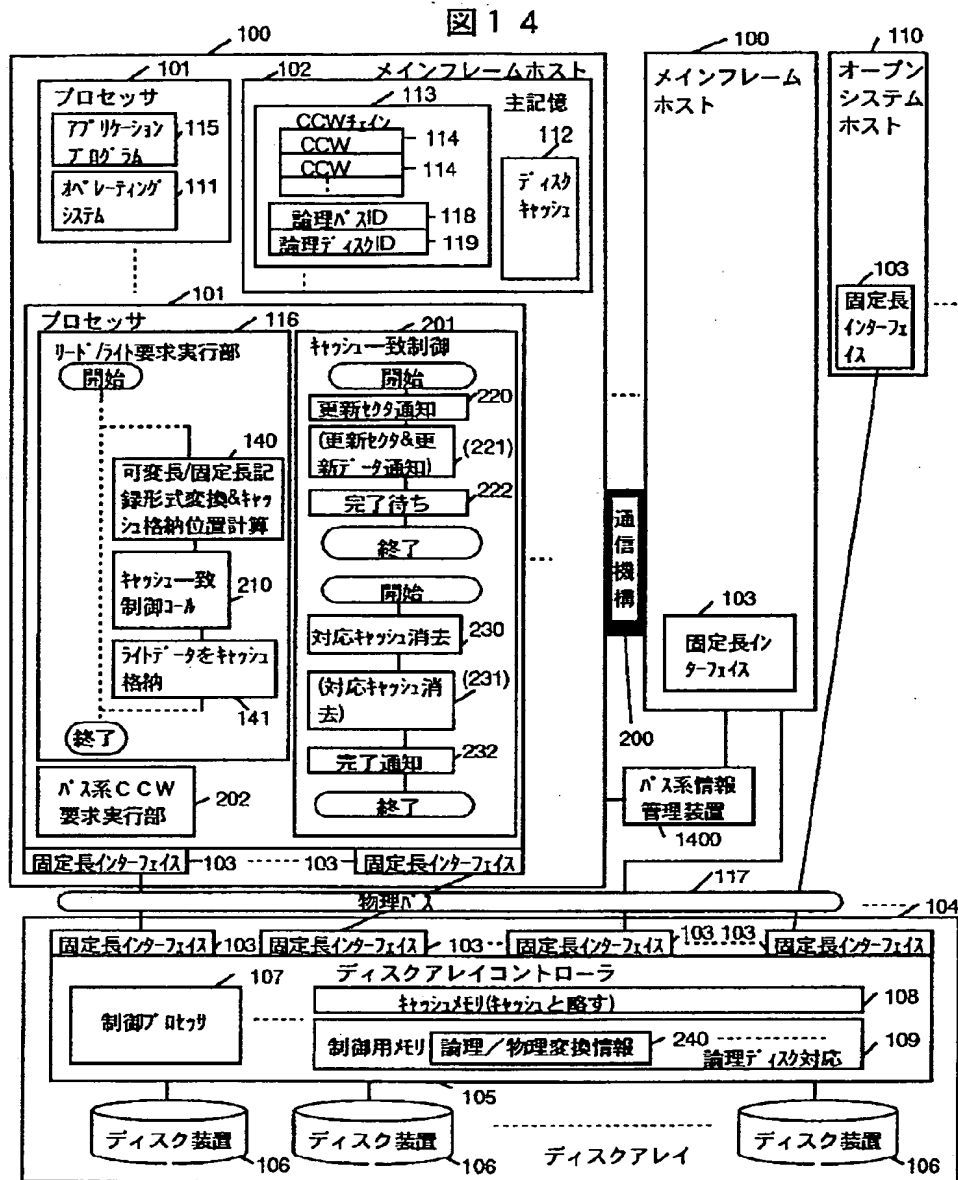 図14
100
メインフレームホスト
101
プロセッサ
アプリケーション
プログラム
115
オペレーティング
システム
111
102
主記憶
113
CCWチェイン
CCW
114
CCW
114
論理パスID
118
論理ディスクID
119
112
ディスク
キャッシュ
101
プロセッサ
116
リード/ライト要求実行部
開始
140
可変長/固定長記
録形式変換&キャッ
シュ格納位置計算
キャッシュ一致
制御コール
210
ライトデータをキャッシュ
格納
141
終了
パス系CCW
要求実行部
202
201
キャッシュ一致制御
開始
更新セクタ通知
220
(更新セクタ&更
新データ通知)
(221)
完了待ち
222
終了
開始
対応キャッシュ消去
230
(対応キャッシュ消
去)
(231)
完了通知
232
終了
固定長インターフェイス
103
103
固定長インターフェイス
通信機構
200
100
メインフレーム
ホスト
103
固定長イン
ターフェイス
パス系情報
管理装置
1400
110
オープン
システム
ホスト
103
固定長
インターフェ
イス
117
物理パス
104
固定長インターフェイス
103
固定長インターフェイス
103
固定長インターフェイス
103
103
固定長インターフェイス
ディスクアレイコントローラ
107
制御プロセッサ
キャッシュメモリ(キャッシュと略す)
108
制御用メモリ
論理/物理変換情報
240
論理ディスク対応
109
105
ディスク装置
106
ディスク装置
106
ディスクアレイ
ディスク装置
106